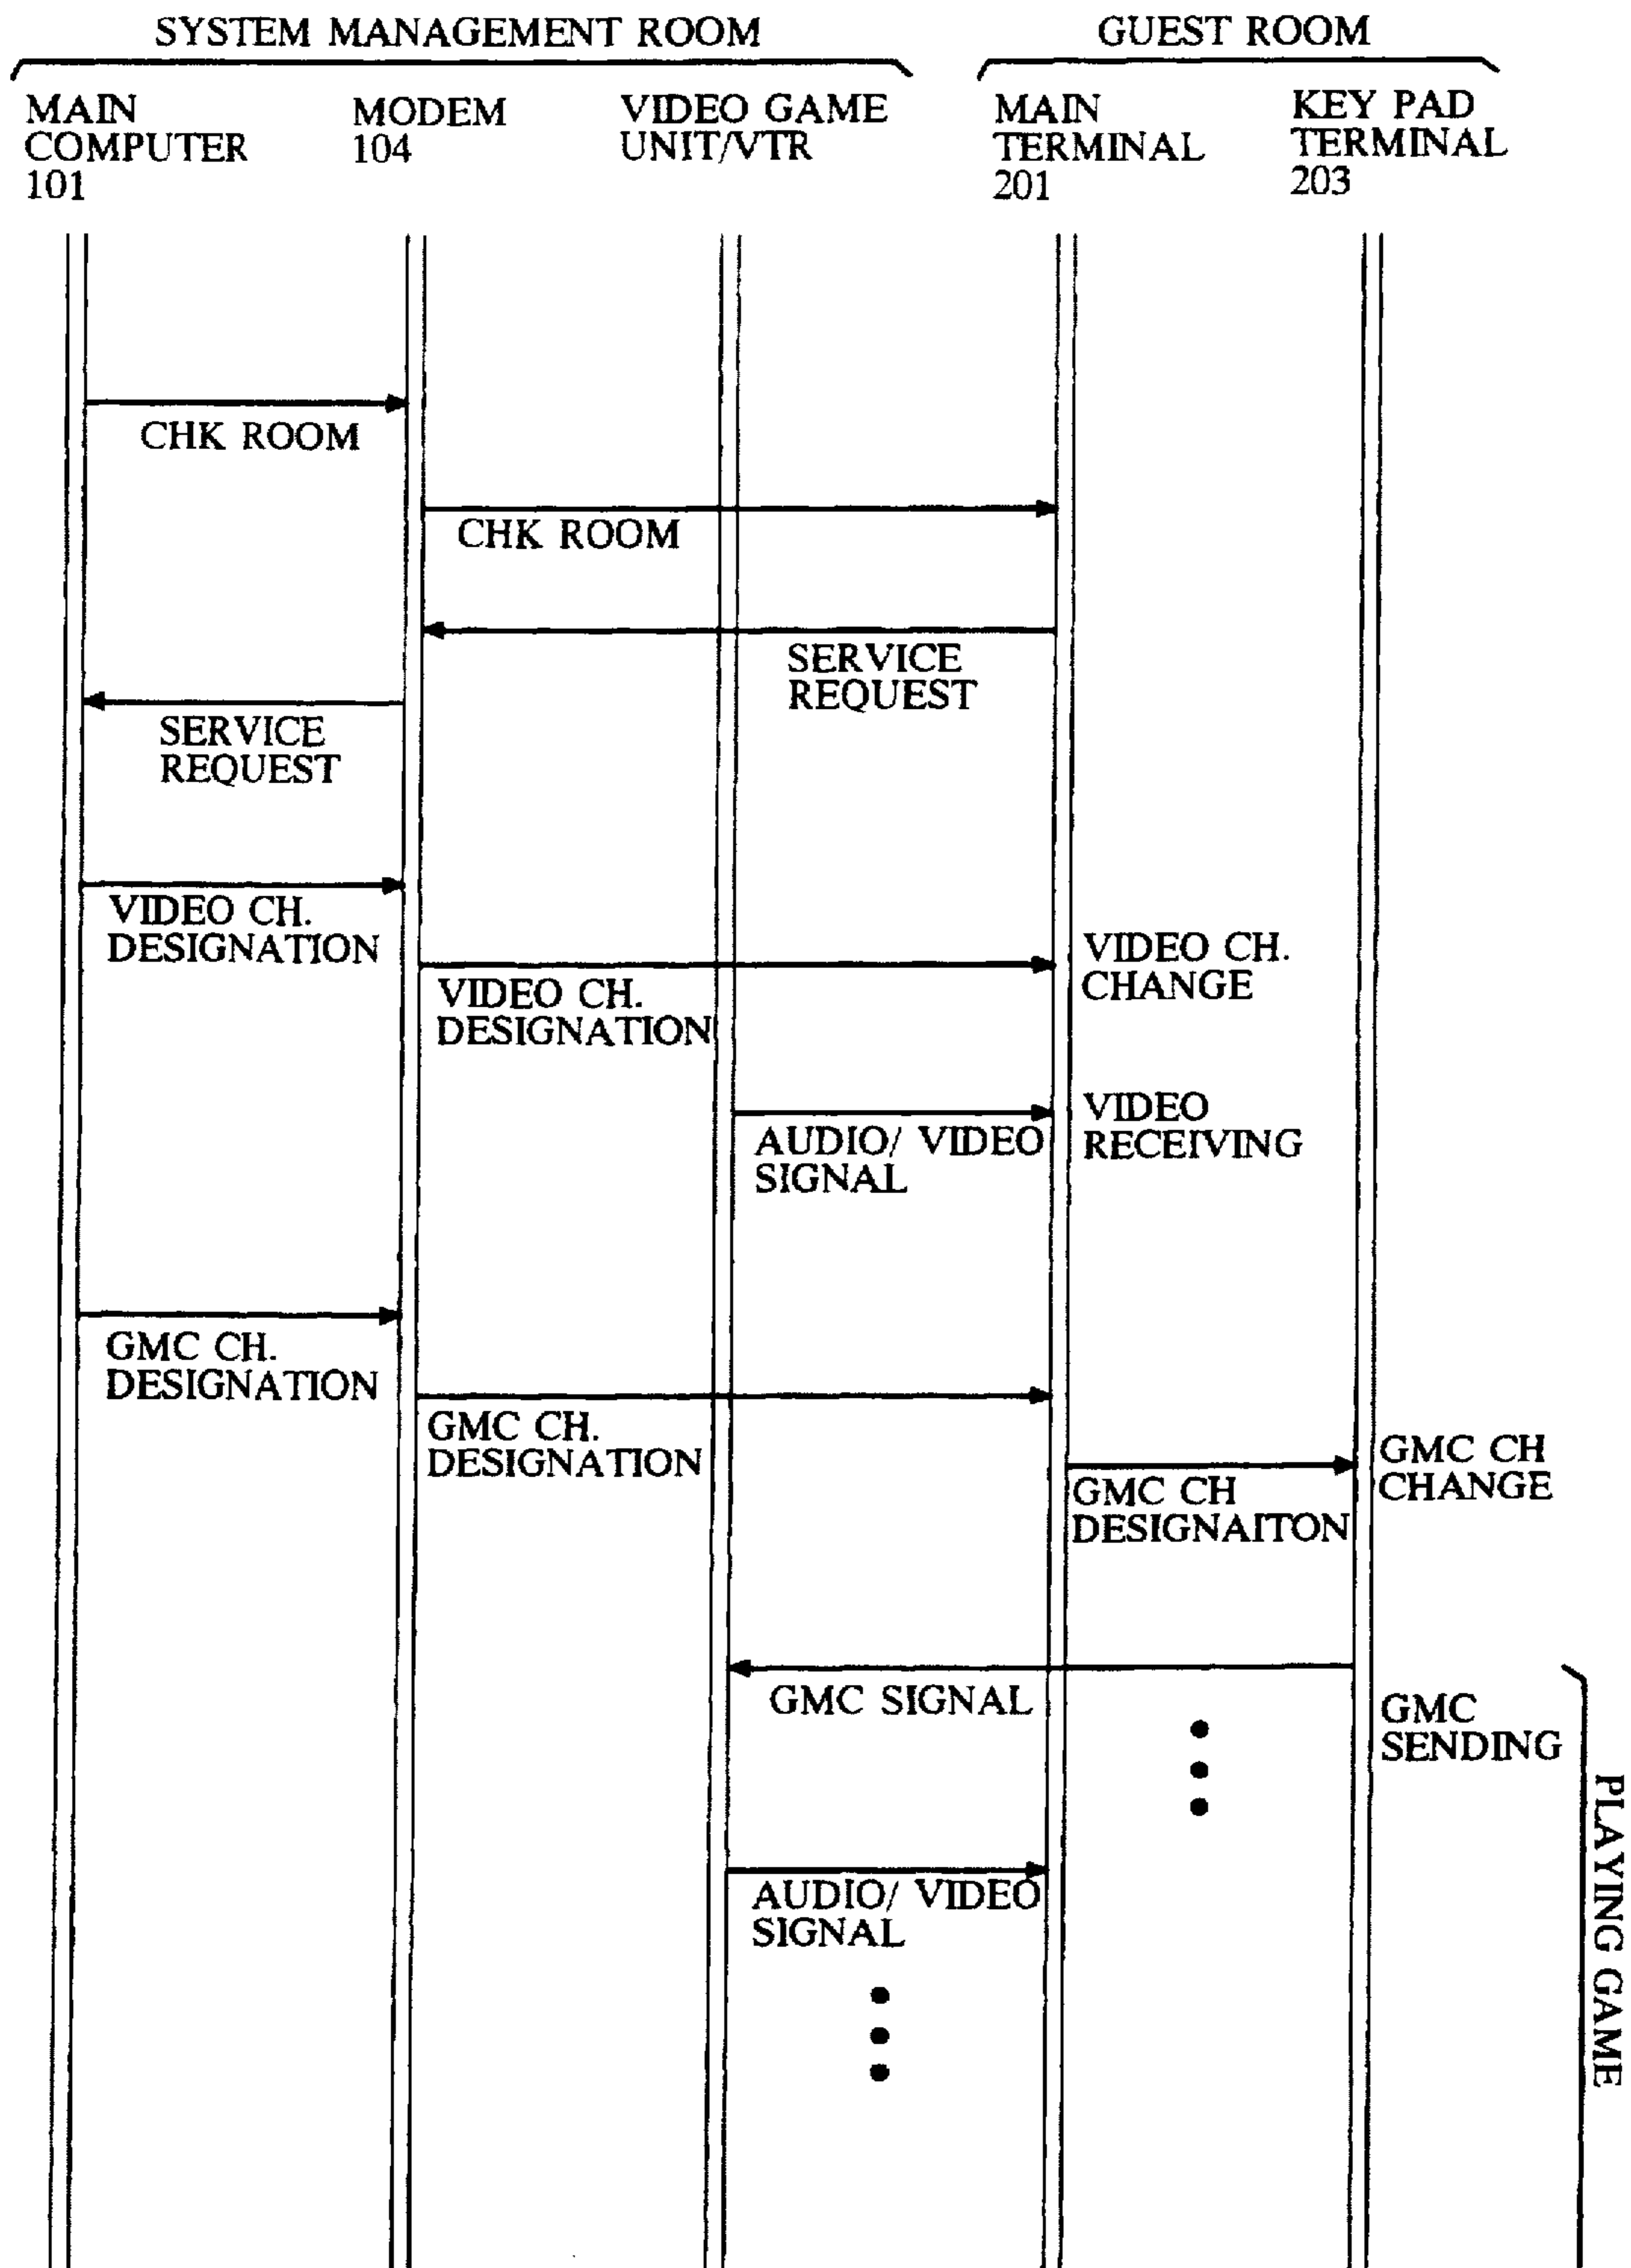 SYSTEM MANAGEMENT ROOM
GUEST ROOM
MAIN
COMPUTER
101
MODEM
104
VIDEO GAME
UNIT/VTR
MAIN
TERMINAL
201
KEY PAD
TERMINAL
203
CHK ROOM
CHK ROOM
SERVICE
REQUEST
SERVICE
REQUEST
VIDEO CH.
DESIGNATION
VIDEO CH.
DESIGNATION
VIDEO CH.
CHANGE
AUDIO/ VIDEO
SIGNAL
VIDEO
RECEIVING
GMC CH.
DESIGNATION
GMC CH.
DESIGNATION
GMC CH
DESIGNAITON
GMC CH
CHANGE
GMC SIGNAL
GMC
SENDING
AUDIO/ VIDEO
SIGNAL
PLAYING GAME